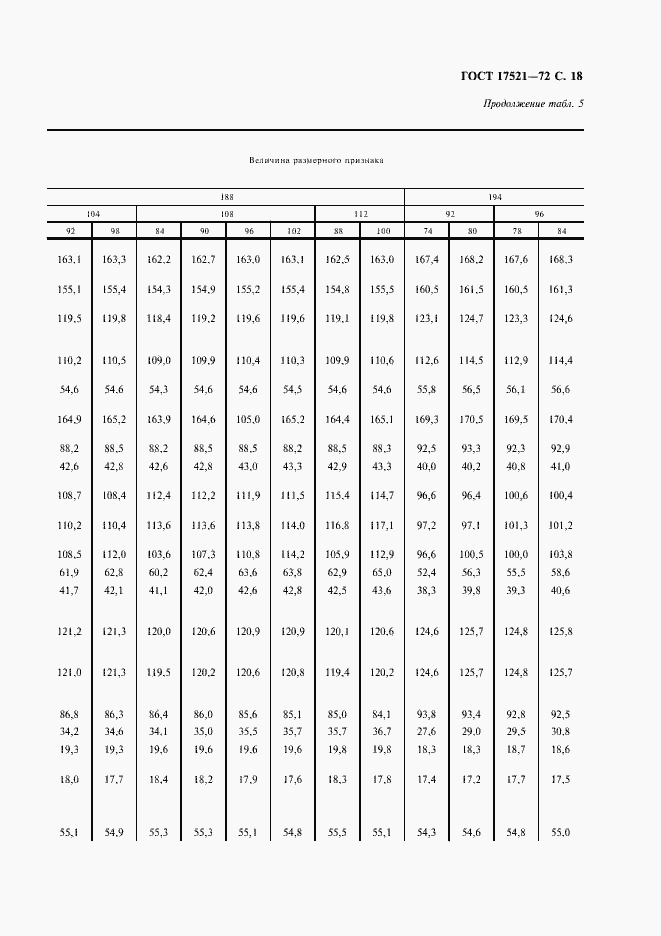 ГОСТ 17521—72 С. 18
Продолжение табл. 5
Величина размерного признака
188 194
104 108 112 92 96
92 98 84 90 96 102 88 100 74 80 78 84
163,1 163,3 162,2 162,7 163,0 163,1 162,5 163,0 167,4 168,2 167,6 168,3
155,1 155,4 154,3 154,9 155,2 155,4 154,8 155,5 160,5 161,5 160,5 161,3
119,5 119,8 118,4 119,2 119,6 119,6 119,1 119,8 123,1 124,7 123,3 124,6
110,2 110,5 109,0 109,9 110,4 110,3 109,9 110,6 112,6 114,5 112,9 114,4
54,6 54,6 54,3 54,6 54,6 54,5 54,6 54,6 55,8 56,5 56,1 56,6
164,9 165,2 163,9 164,6 105,0 165,2 164,4 165,1 169,3 170,5 169,5 170,4
88,2 88,5 88,2 88,5 88,5 88,2 88,5 88,3 92,5 93,3 92,3 92,9
42,6 42,8 42,6 42,8 43,0 43,3 42,9 43,3 40,0 40,2 40,8 41,0
108,7 108,4 112,4 112,2 111,9 111,5 115,4 114,7 96,6 96,4 100,6 100,4
110,2 110,4 113,6 113,6 113,8 114,0 116,8 117,1 97,2 97,1 101,3 101,2
108,5 112,0 103,6 107,3 110,8 114,2 105,9 112,9 96,6 100,5 100,0 103,8
61,9 62,8 60,2 62,4 63,6 63,8 62,9 65,0 52,4 56,3 55,5 58,6
41,7 42,1 41,1 42,0 42,6 42,8 42,5 43,6 38,3 39,8 39,3 40,6
121,2 121,3 120,0 120,6 120,9 120,9 120,1 120,6 124,6 125,7 124,8 125,8
121,0 121,3 119,5 120,2 120,6 120,8 119,4 120,2 124,6 125,7 124,8 125,7
86,8 86,3 86,4 86,0 85,6 85,1 85,0 84,1 93,8 93,4 92,8 92,5
34,2 34,6 34,1 35,0 35,5 35,7 35,7 36,7 27,6 29,0 29,5 30,8
19,3 19,3 19,6 19,6 19,6 19,6 19,8 19,8 18,3 18,3 18,7 18,6
18,0 17,7 18,4 18,2 17,9 17,6 18,3 17,8 17,4 17,2 17,7 17,5
55,1 54,9 55,3 55,3 55,1 54,8 55,5 55,1 54,3 54,6 54,8 55,0